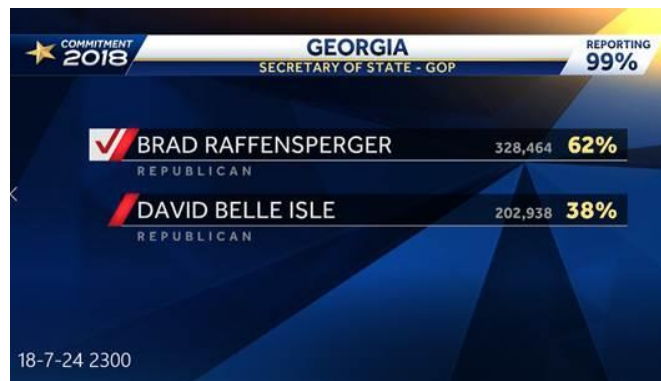 COMMITMENT
2018
GEORGIA
SECRETARY OF STATE - GOP
REPORTING
99%
BRAD RAFFENSPERGER 328,464 62%
REPUBLICAN
DAVID BELLE ISLE 202,938 38%
REPUBLICAN
18-7-24 2300